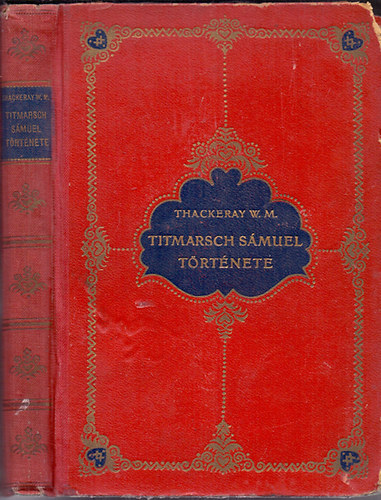 THACKERAY W. M.
TITMARSCH
SÁMUEL
TÖRTÉNETE
THACKERAY W. M.
TITMARSCH SÁMUEL
TÖRTÉNETE